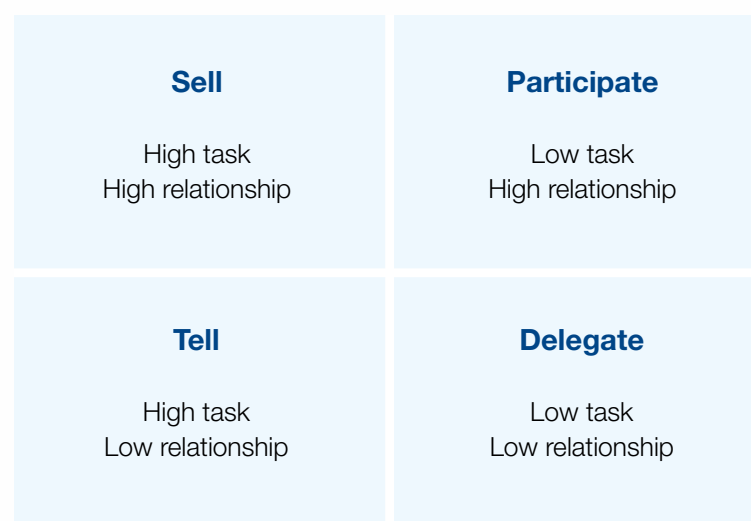 Sell
High task
High relationship
Participate
Low task
High relationship
Tell
High task
Low relationship
Delegate
Low task
Low relationship